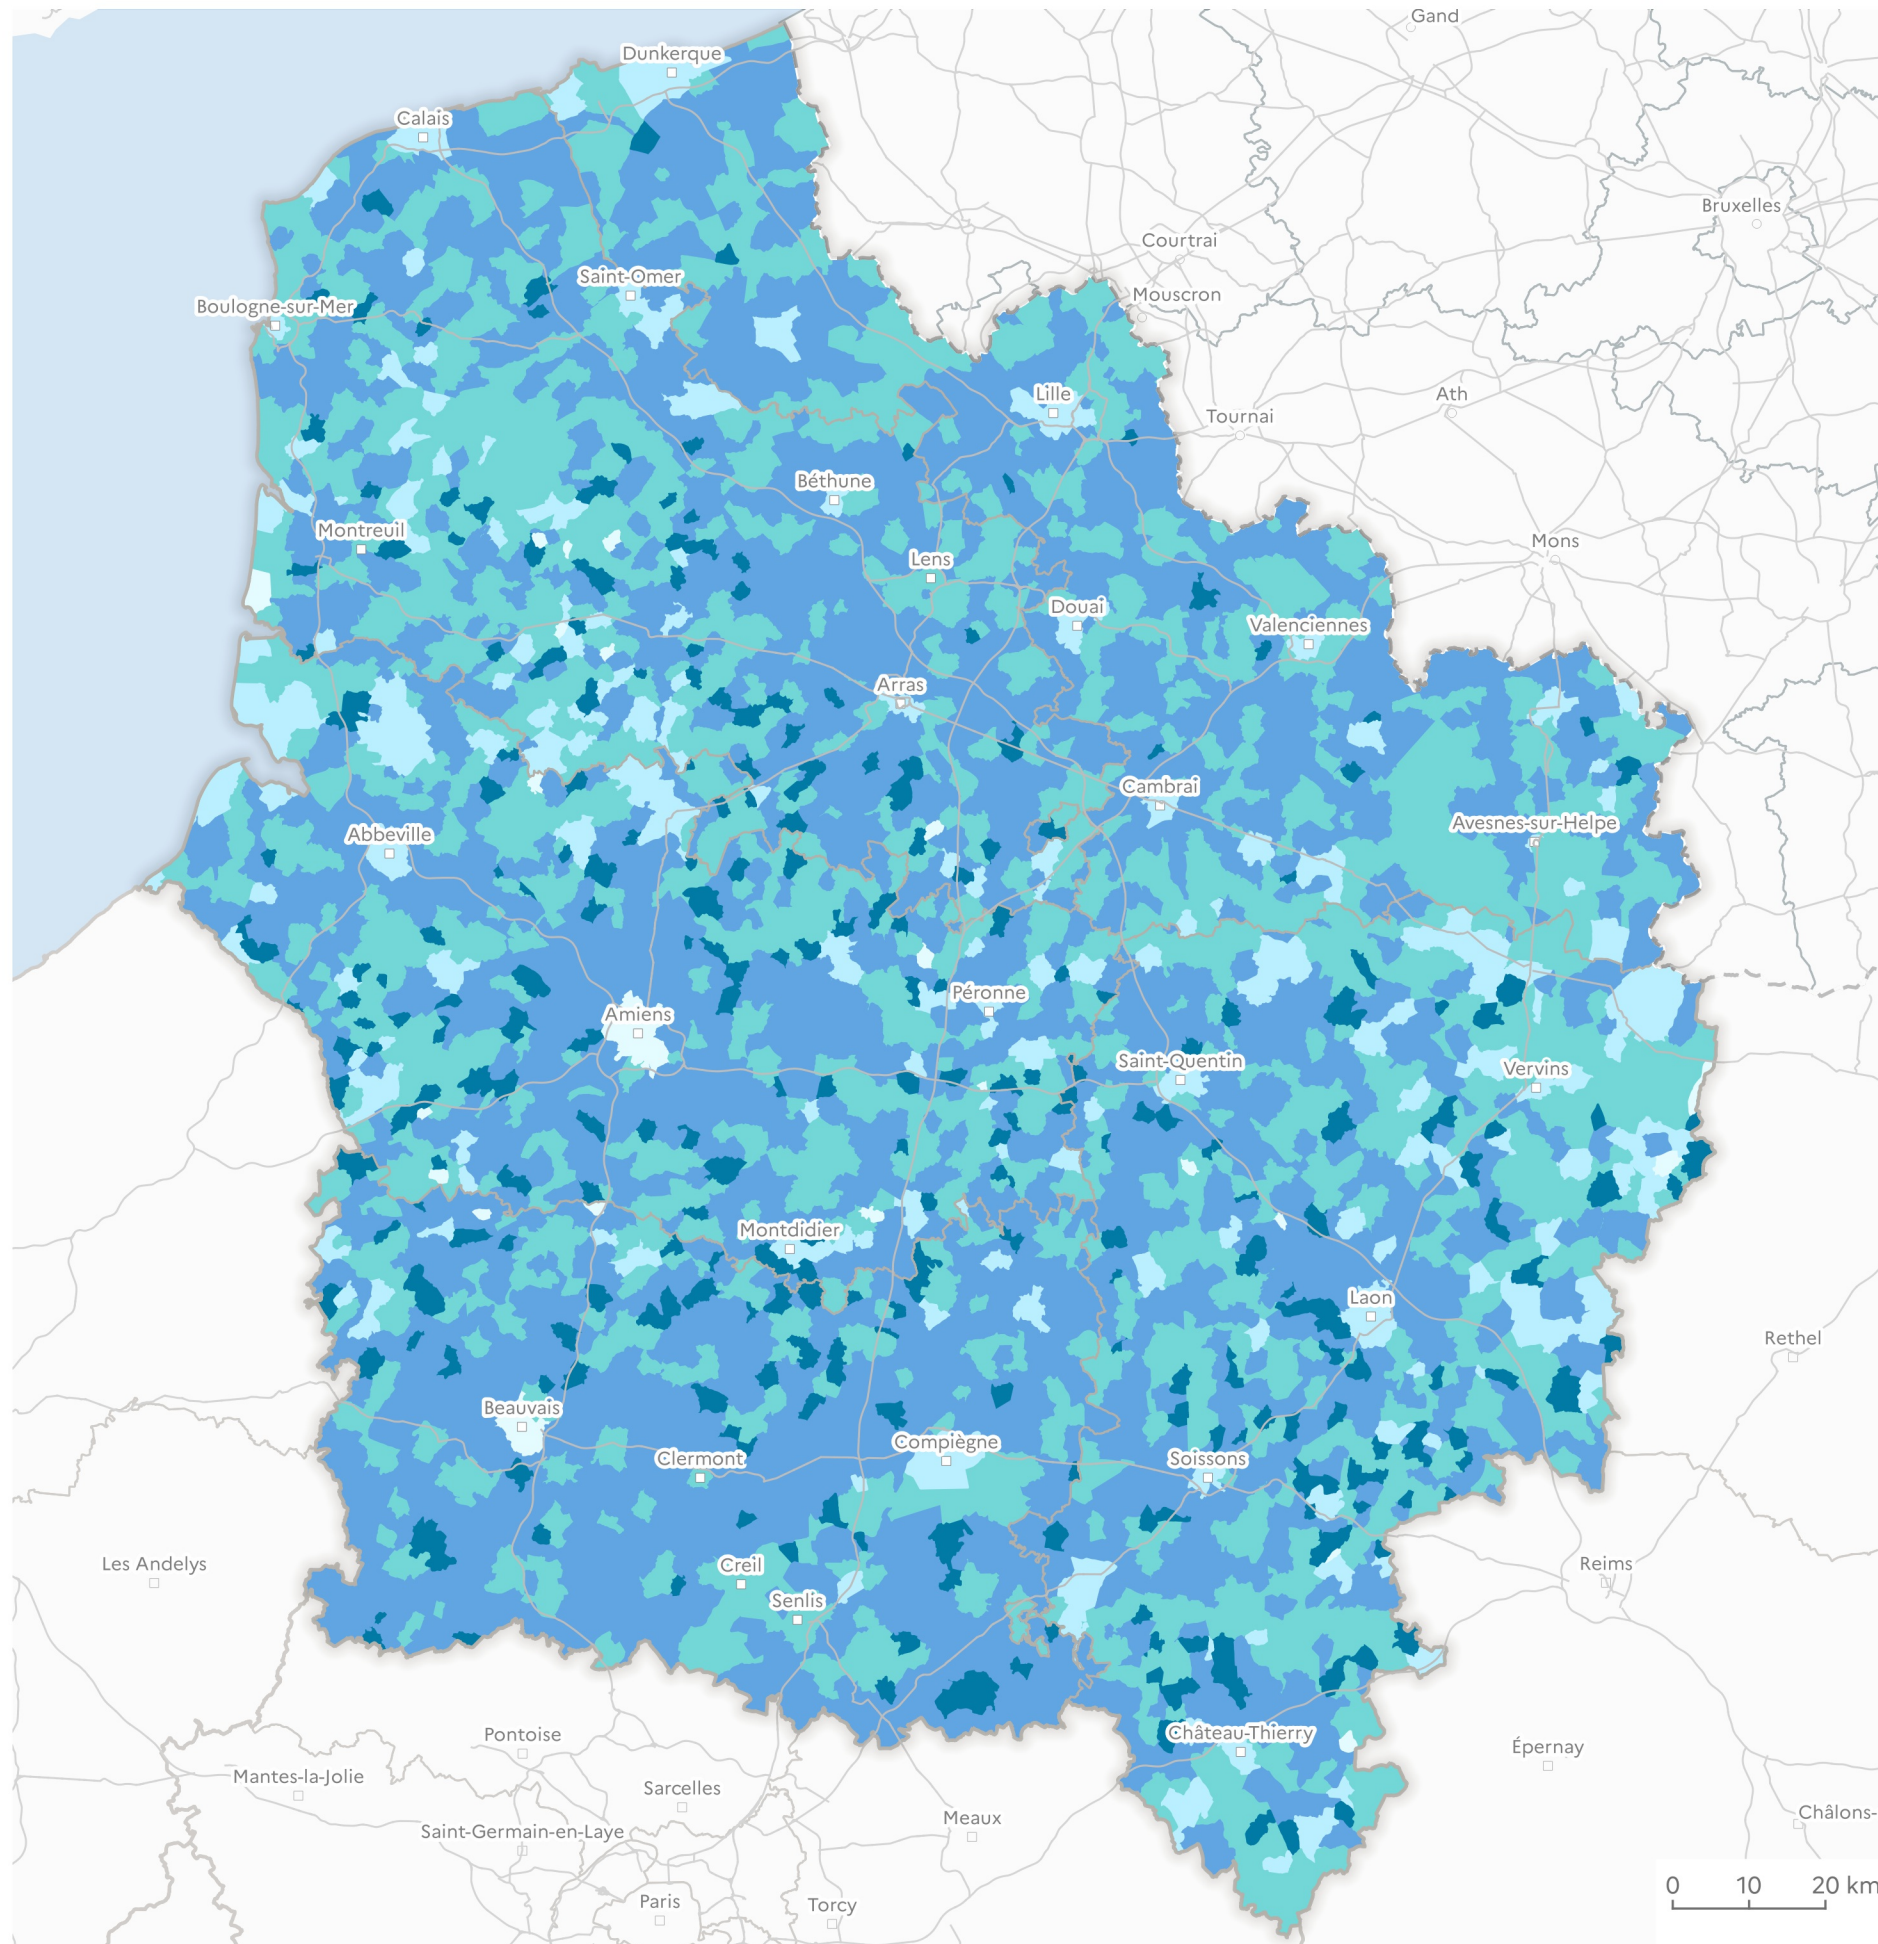 Gand
Dunkerque
Calais
Bruxelles
Courtrai
Saint-Omer
Mouscron
Boulogne-sur-Mer
Lille
Ath
Tournai
Béthune
Montreuil
Mons
Lens
Douai
Valenciennes
Arras
Cambrai
Avesnes-sur-Helpe
Abbeville
Péronne
Amiens
Saint-Quentin
Vervins
Montdidier
Laon
Rethel
Beauvais
Compiègne
Clermont
Soissons
Les Andelys
Creil
Reims
Senlis
Château-Thierry
Pontoise
Épernay
Mantes-la-Jolie
Sarcelles
Meaux
Châlons-
Saint-Germain-en-Laye
Paris
Torcy
0 10 20 km